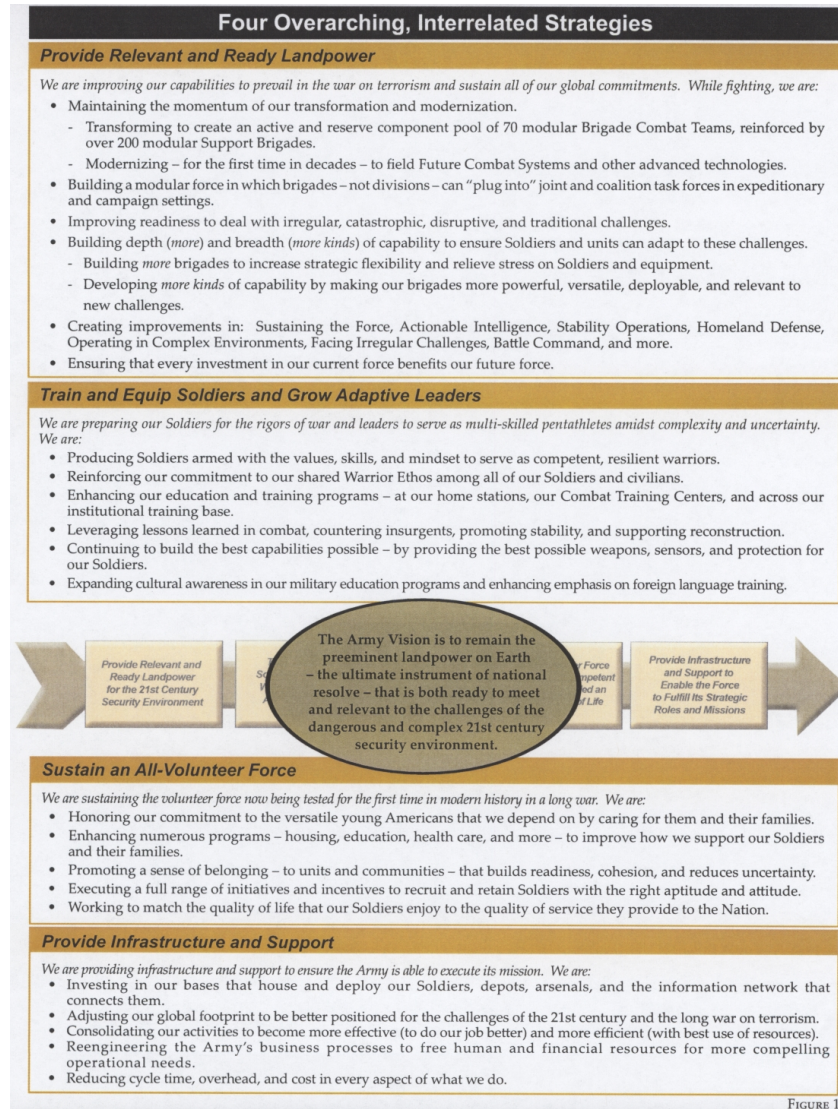 Four Overarching, Interrelated Strategies
Provide Relevant and Ready Landpower
We are improving our capabilities to prevail in the war on terrorism and sustain all of our global commitments. While fighting, we are:
• Maintaining the momentum of our transformation and modernization.
- Transforming to create an active and reserve component pool of 70 modular Brigade Combat Teams, reinforced by
over 200 modular Support Brigades.
- Modernizing – for the first time in decades – to field Future Combat Systems and other advanced technologies.
• Building a modular force in which brigades – not divisions – can “plug into” joint and coalition task forces in expeditionary
and campaign settings.
• Improving readiness to deal with irregular, catastrophic, disruptive, and traditional challenges.
• Building depth (more) and breadth (more kinds) of capability to ensure Soldiers and units can adapt to these challenges.
- Building more brigades to increase strategic flexibility and relieve stress on Soldiers and equipment.
- Developing more kinds of capability by making our brigades more powerful, versatile, deployable, and relevant to
new challenges.
• Creating improvements in: Sustaining the Force, Actionable Intelligence, Stability Operations, Homeland Defense,
Operating in Complex Environments, Facing Irregular Challenges, Battle Command, and more.
• Ensuring that every investment in our current force benefits our future force.
Train and Equip Soldiers and Grow Adaptive Leaders
We are preparing our Soldiers for the rigors of war and leaders to serve as multi-skilled pentathletes amidst complexity and uncertainty.
We are:
• Producing Soldiers armed with the values, skills, and mindset to serve as competent, resilient warriors.
• Reinforcing our commitment to our shared Warrior Ethos among all of our Soldiers and civilians.
• Enhancing our education and training programs – at our home stations, our Combat Training Centers, and across our
institutional training base.
• Leveraging lessons learned in combat, countering insurgents, promoting stability, and supporting reconstruction.
• Continuing to build the best capabilities possible – by providing the best possible weapons, sensors, and protection for
our Soldiers.
• Expanding cultural awareness in our military education programs and enhancing emphasis on foreign language training.
Provide Relevant and
Ready Landpower
for the 21st Century
Security Environment
The Army Vision is to remain the
preeminent landpower on Earth
– the ultimate instrument of national
resolve – that is both ready to meet
and relevant to the challenges of the
dangerous and complex 21st century
security environment.
Force
of Life
Provide Infrastructure
and Support to
Enable the Force
to Fulfill Its Strategic
Roles and Missions
Sustain an All-Volunteer Force
We are sustaining the volunteer force now being tested for the first time in modern history in a long war. We are:
• Honoring our commitment to the versatile young Americans that we depend on by caring for them and their families.
• Enhancing numerous programs – housing, education, health care, and more – to improve how we support our Soldiers
and their families.
• Promoting a sense of belonging – to units and communities – that builds readiness, cohesion, and reduces uncertainty.
• Executing a full range of initiatives and incentives to recruit and retain Soldiers with the right aptitude and attitude.
• Working to match the quality of life that our Soldiers enjoy to the quality of service they provide to the Nation.
Provide Infrastructure and Support
We are providing infrastructure and support to ensure the Army is able to execute its mission. We are:
• Investing in our bases that house and deploy our Soldiers, depots, arsenals, and the information network that
connects them.
• Adjusting our global footprint to be better positioned for the challenges of the 21st century and the long war on terrorism.
• Consolidating our activities to become more effective (to do our job better) and more efficient (with best use of resources).
• Reengineering the Army’s business processes to free human and financial resources for more compelling
operational needs.
• Reducing cycle time, overhead, and cost in every aspect of what we do.
FIGURE 1